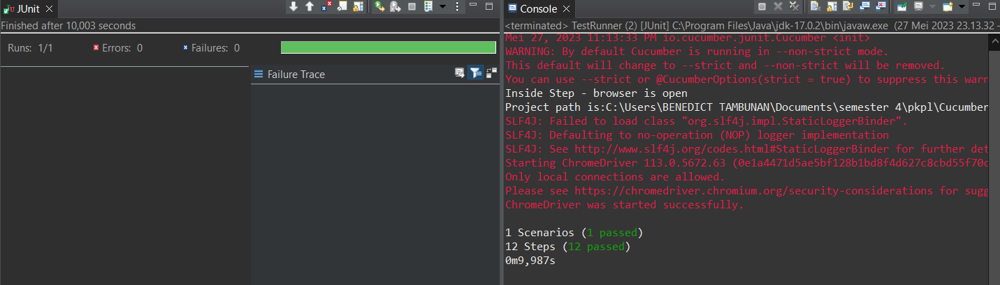 JUnit
Finished after 10,003 seconds
Runs: 1/1 Errors: 0 Failures: 0
Failure Trace
Console
<terminated> TestRunner (2) [JUnit] C:\Program Files\Java\jdk-17.0.2\bin\javaw.exe (27 Mei 2023 23.13.32 –
Mei 27, 2023 11:13:33 PM io.cucumber.junit.Cucumber <init>
WARNING: By default Cucumber is running in --non-strict mode.
This default will change to --strict and --non-strict will be removed.
You can use --strict or @CucumberOptions(strict = true) to suppress this warn
Inside Step - browser is open
Project path is:C:\Users\BENEDICT TAMBUNAN\Documents\semester 4\pkpl\Cucumber
SLF4J: Failed to load class "org.slf4j.impl.StaticLoggerBinder".
SLF4J: Defaulting to no-operation (NOP) logger implementation
SLF4J: See http://www.slf4j.org/codes.html#StaticLoggerBinder for further det
Starting ChromeDriver 113.0.5672.63 (0e1a4471d5ae5bf128b1bd8f4d627c8cbd55f70c
Only local connections are allowed.
Please see https://chromedriver.chromium.org/security-considerations for sugg
ChromeDriver was started successfully.
1 Scenarios (1 passed)
12 Steps (12 passed)
0m9,987s